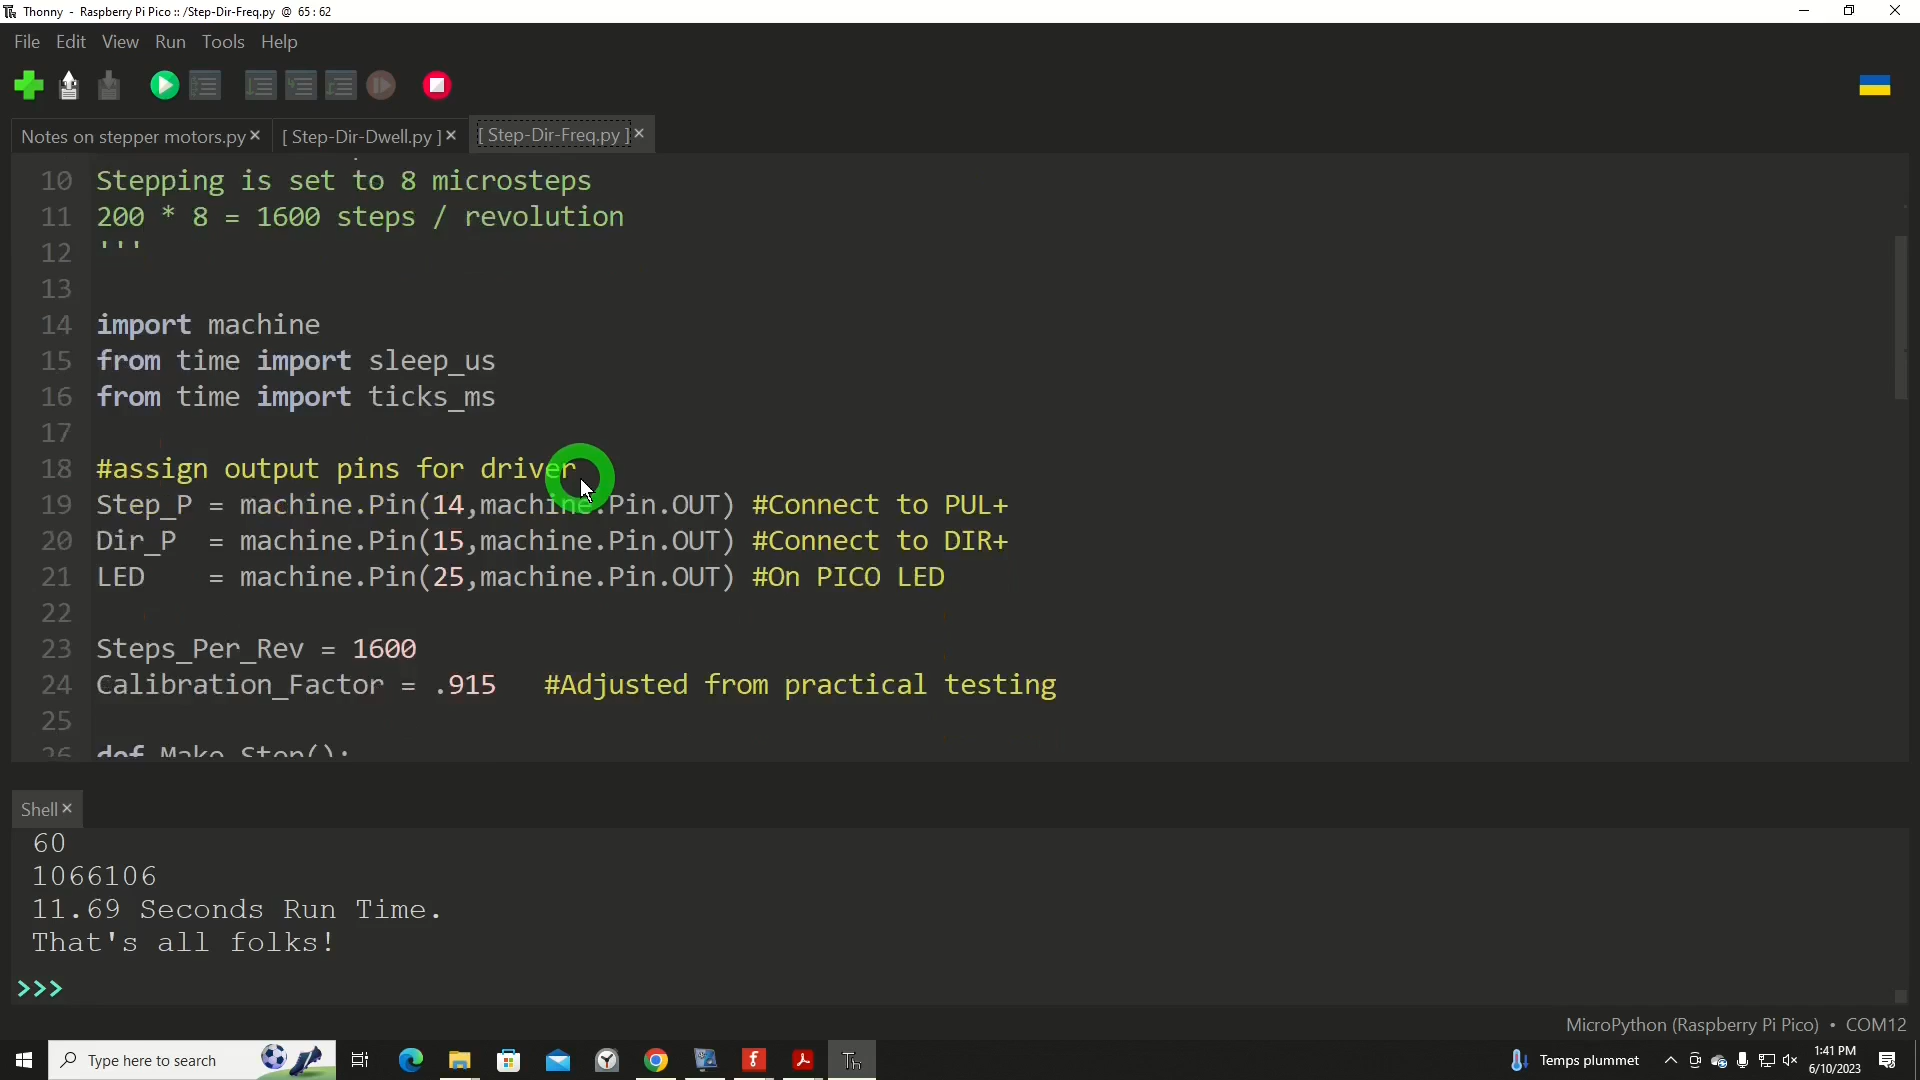 Thonny - Raspberry Pi Pico :: /Step-Dir-Freq.py @ 65 : 62
File Edit View Run Tools Help
Notes on stepper motors.py × [ Step-Dir-Dwell.py ] × [ Step-Dir-Freq.py ] ×
10 Stepping is set to 8 microsteps
11 200 * 8 = 1600 steps / revolution
12 '''
13
14 import machine
15 from time import sleep_us
16 from time import ticks_ms
17
18 #assign output pins for driver
19 Step_P = machine.Pin(14,machine.Pin.OUT) #Connect to PUL+
20 Dir_P  = machine.Pin(15,machine.Pin.OUT) #Connect to DIR+
21 LED    = machine.Pin(25,machine.Pin.OUT) #On PICO LED
22
23 Steps_Per_Rev = 1600
24 Calibration_Factor = .915   #Adjusted from practical testing
25
26 def Make_Step():
Shell ×
60
1066106
11.69 Seconds Run Time.
That's all folks!
>>>
MicroPython (Raspberry Pi Pico) • COM12
Type here to search
Th
Temps plummet
1:41 PM
6/10/2023